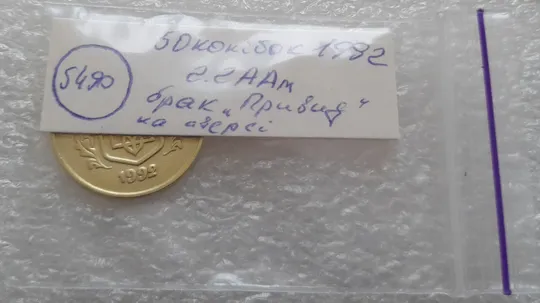 50 копійок 1992
5490
2.2ААм
брак „Привид“
на аверсі
1992